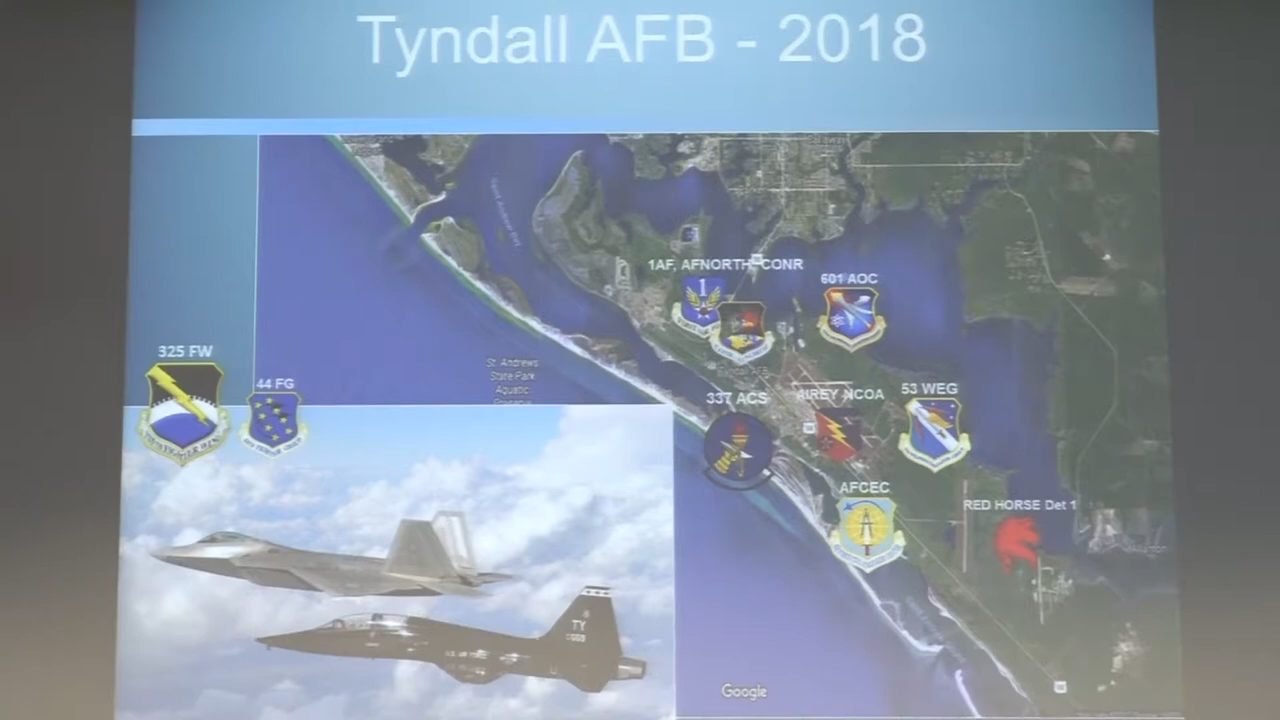 Tyndall AFB - 2018
1AF, AFNORTH, CONR
601 AOC
1
325 FW
44 FG
St. Andrews
State Park
Aquatic
337 ACS
AIREY NCOA
53 WEG
AFCEC
RED HORSE Det 1
TY
Google